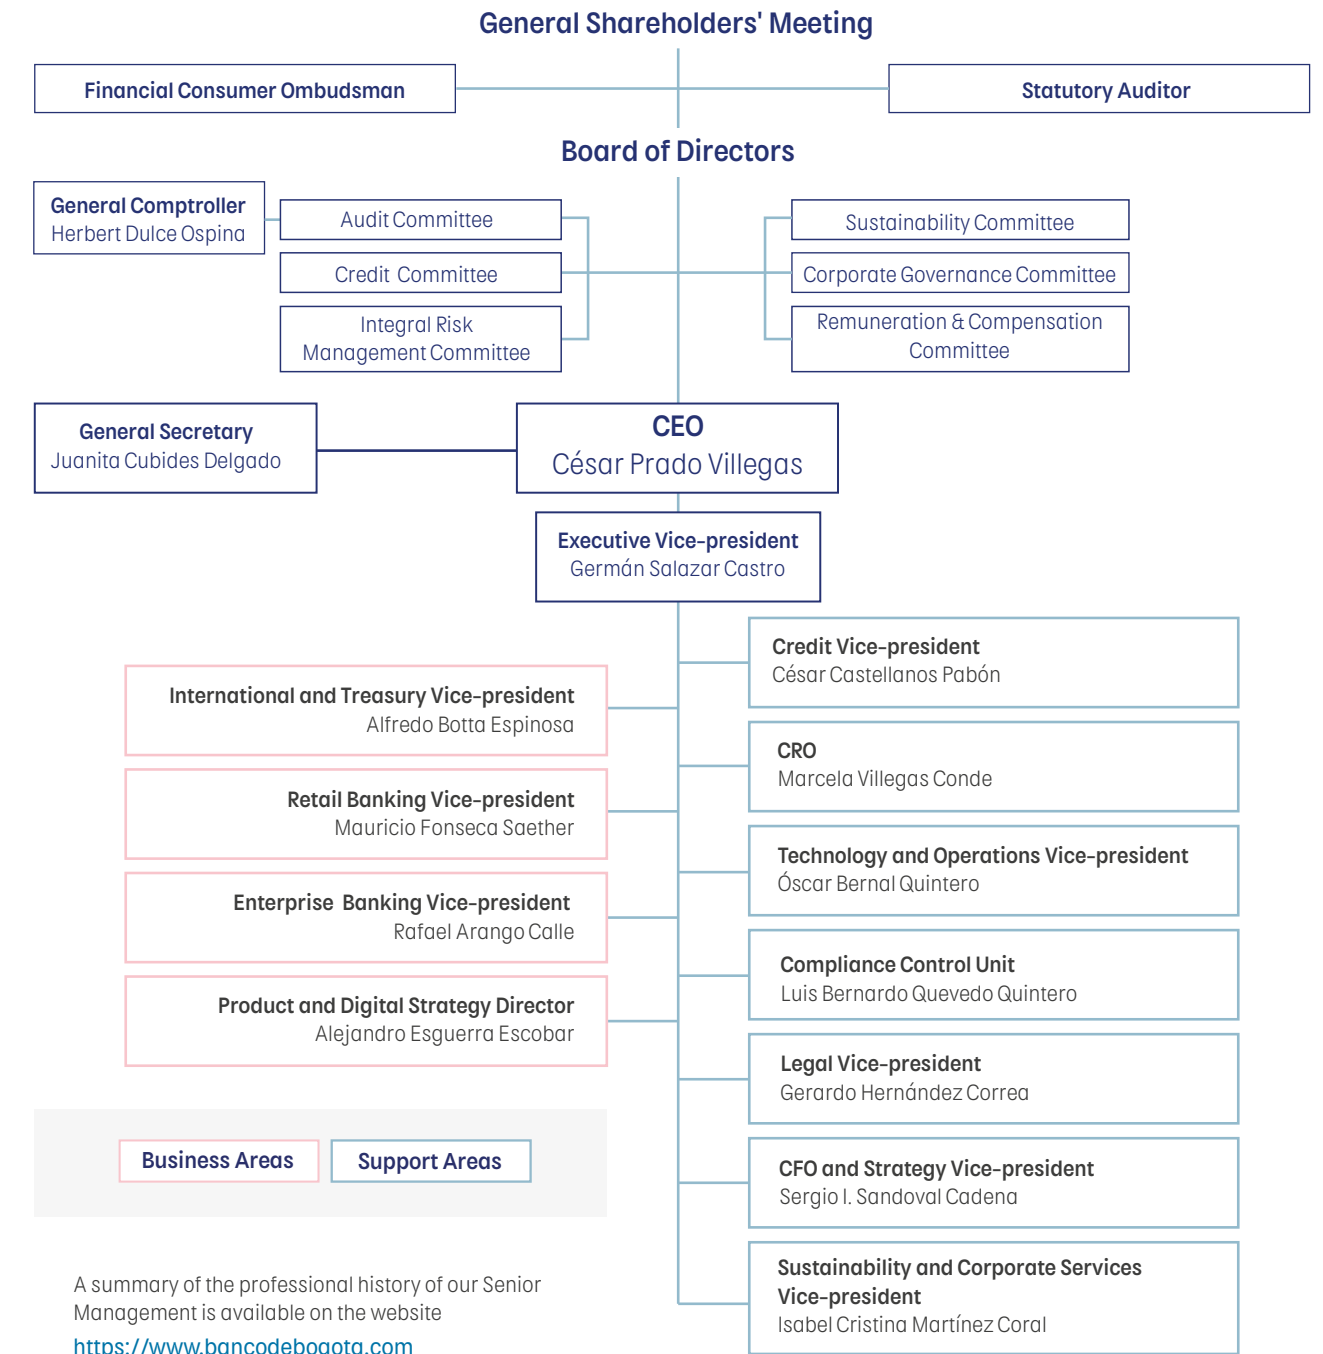 General Shareholders' Meeting
Financial Consumer Ombudsman
Statutory Auditor
Board of Directors
General Comptroller
Herbert Dulce Ospina
Audit Committee
Credit Committee
Integral Risk
Management Committee
Sustainability Committee
Corporate Governance Committee
Remuneration & Compensation
Committee
General Secretary
Juanita Cubides Delgado
CEO
César Prado Villegas
Executive Vice-president
Germán Salazar Castro
International and Treasury Vice-president
Alfredo Botta Espinosa
Retail Banking Vice-president
Mauricio Fonseca Saether
Enterprise Banking Vice-president
Rafael Arango Calle
Product and Digital Strategy Director
Alejandro Esguerra Escobar
Credit Vice-president
César Castellanos Pabón
CRO
Marcela Villegas Conde
Technology and Operations Vice-president
Óscar Bernal Quintero
Compliance Control Unit
Luis Bernardo Quevedo Quintero
Legal Vice-president
Gerardo Hernández Correa
CFO and Strategy Vice-president
Sergio I. Sandoval Cadena
Sustainability and Corporate Services
Vice-president
Isabel Cristina Martínez Coral
Business Areas
Support Areas
A summary of the professional history of our Senior
Management is available on the website
https://www.bancodebogota.com